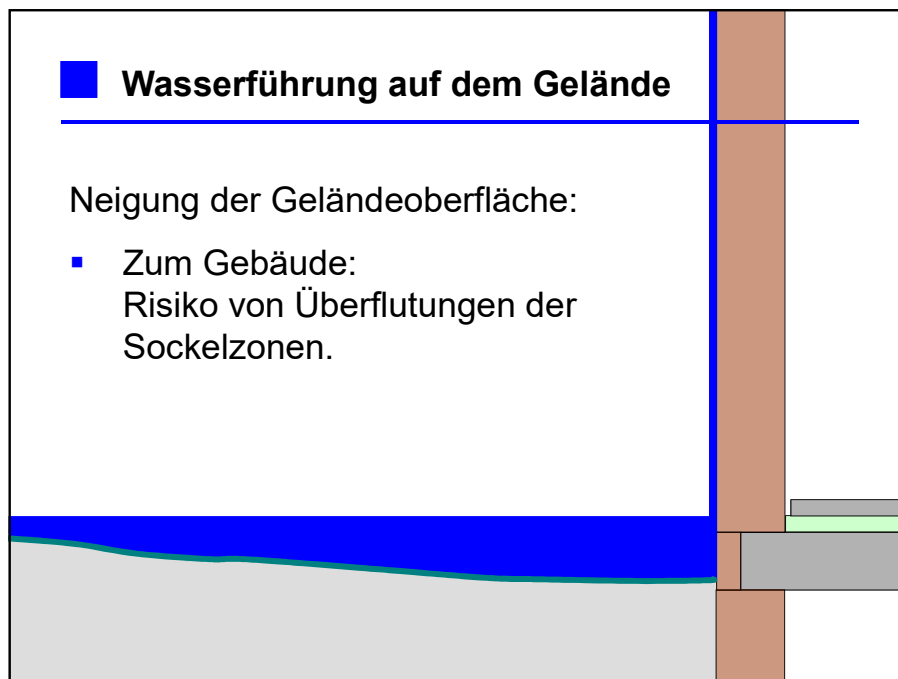 Wasserführung auf dem Gelände
Neigung der Geländeoberfläche:
▪ Zum Gebäude:
Risiko von Überflutungen der
Sockelzonen.